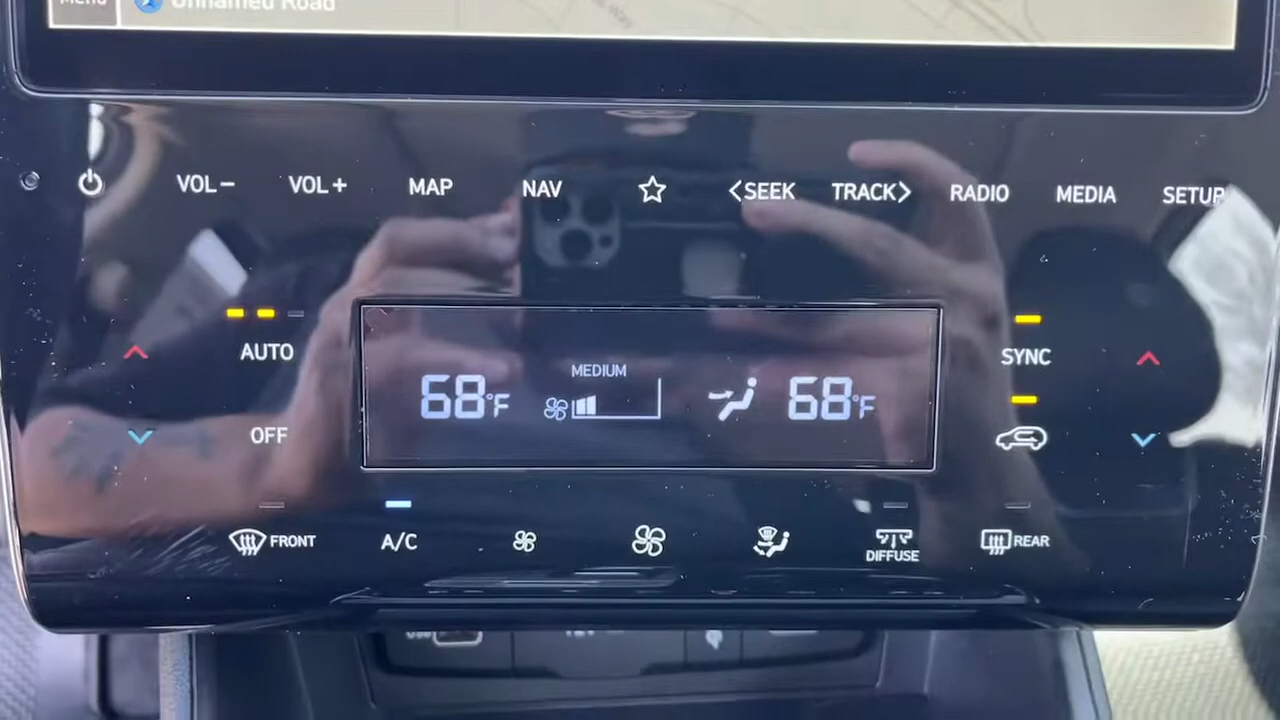 Menu
Unnamed Road
VOL− VOL+ MAP NAV <SEEK TRACK> RADIO MEDIA SETUP
AUTO
SYNC
MEDIUM
68°F 68°F
OFF
FRONT A/C DIFFUSE REAR